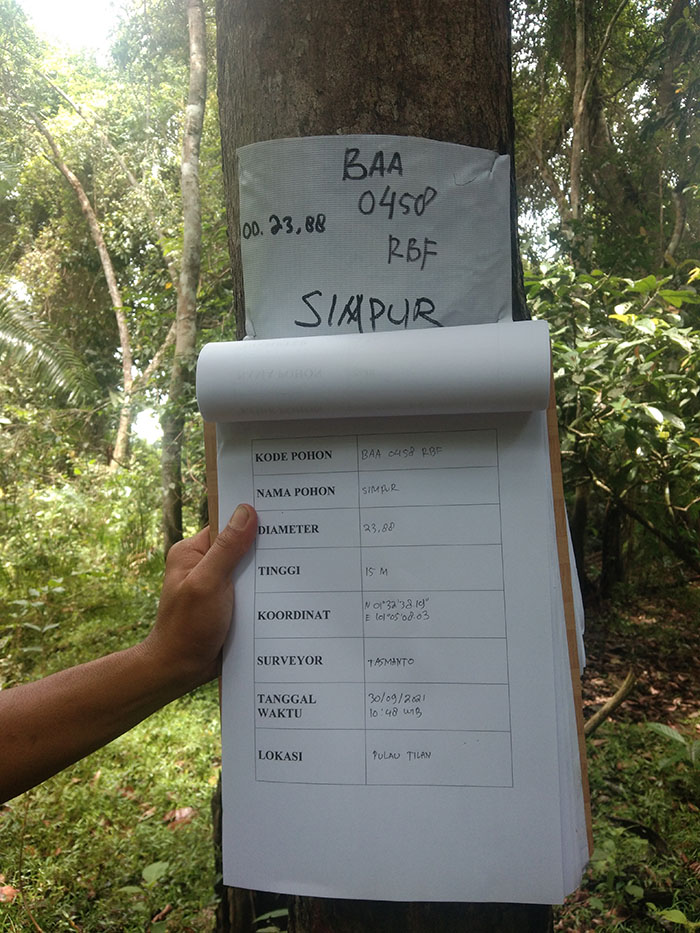 BAA
0458
OD. 23,88
RBF
SIMPUR
KODE POHON BAA 0458 RBF
NAMA POHON SIMPUR
DIAMETER 23,88
TINGGI 15 M
KOORDINAT N 01°32'38.19"
E 101°05'08.03
SURVEYOR TASMANTO
TANGGAL 30/09/2021
WAKTU 10:48 WIB
LOKASI PULAU TILAN